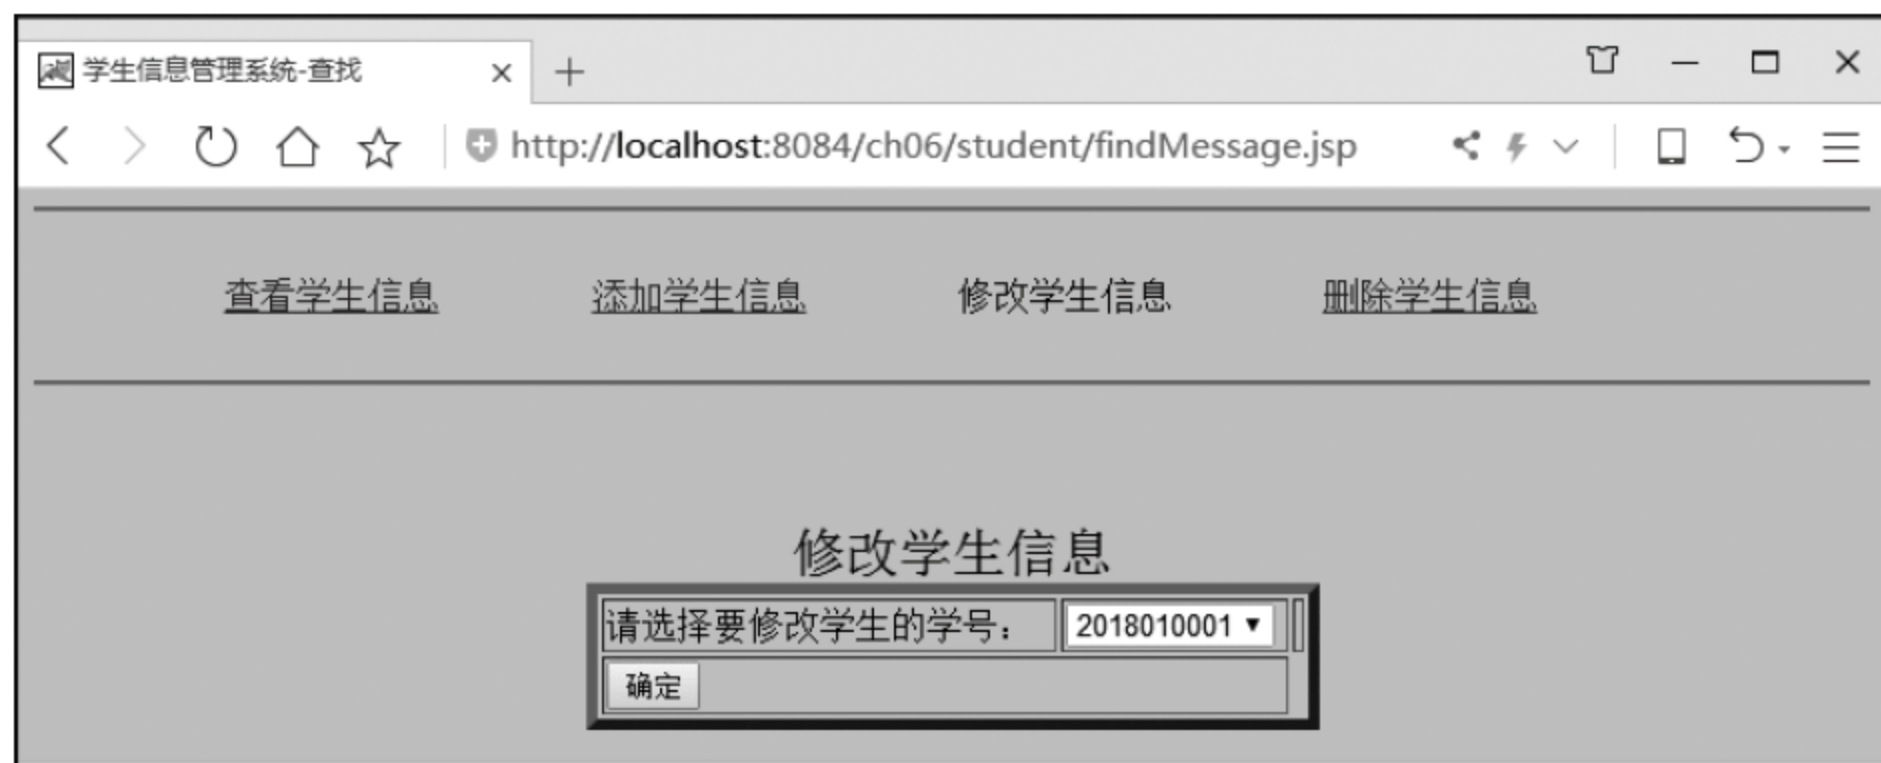 学生信息管理系统-查找
http://localhost:8084/ch06/student/findMessage.jsp
查看学生信息 添加学生信息 修改学生信息 删除学生信息
修改学生信息
请选择要修改学生的学号： 2018010001
确定